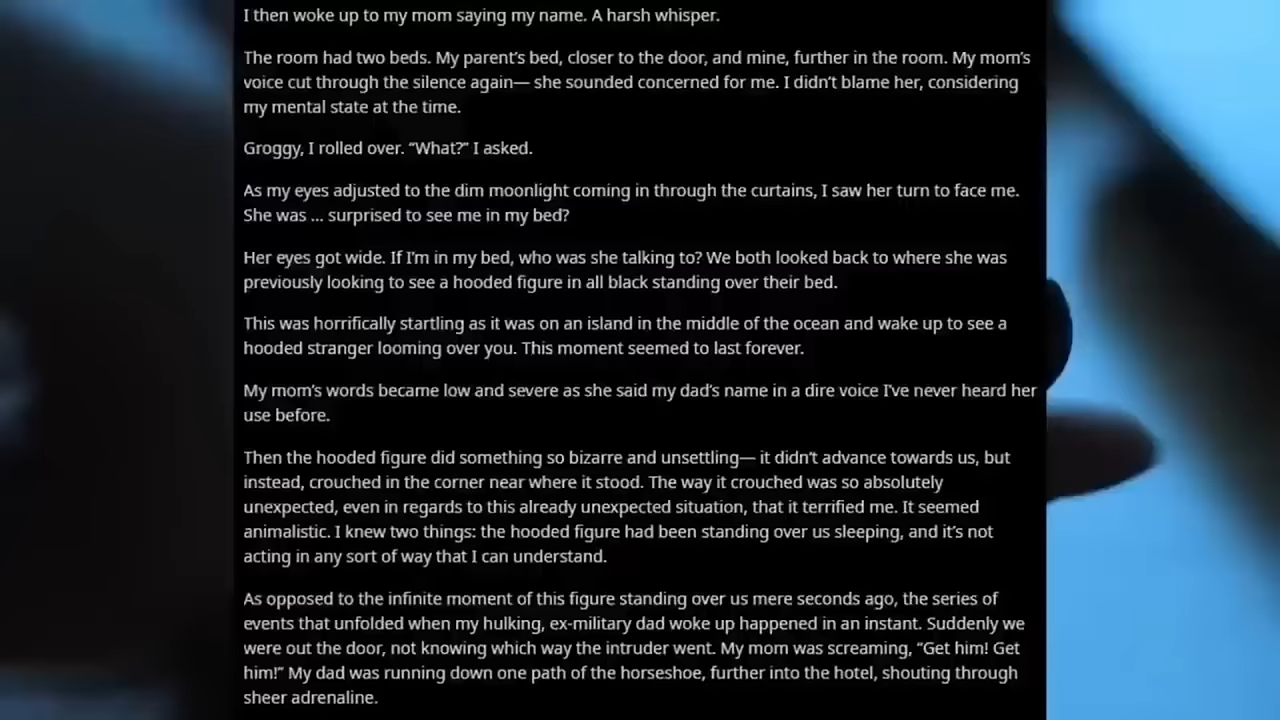 I then woke up to my mom saying my name. A harsh whisper.
The room had two beds. My parent's bed, closer to the door, and mine, further in the room. My mom's
voice cut through the silence again— she sounded concerned for me. I didn't blame her, considering
my mental state at the time.
Groggy, I rolled over. “What?” I asked.
As my eyes adjusted to the dim moonlight coming in through the curtains, I saw her turn to face me.
She was ... surprised to see me in my bed?
Her eyes got wide. If I'm in my bed, who was she talking to? We both looked back to where she was
previously looking to see a hooded figure in all black standing over their bed.
This was horrifically startling as it was on an island in the middle of the ocean and wake up to see a
hooded stranger looming over you. This moment seemed to last forever.
My mom's words became low and severe as she said my dad's name in a dire voice I've never heard her
use before.
Then the hooded figure did something so bizarre and unsettling— it didn't advance towards us, but
instead, crouched in the corner near where it stood. The way it crouched was so absolutely
unexpected, even in regards to this already unexpected situation, that it terrified me. It seemed
animalistic. I knew two things: the hooded figure had been standing over us sleeping, and it's not
acting in any sort of way that I can understand.
As opposed to the infinite moment of this figure standing over us mere seconds ago, the series of
events that unfolded when my hulking, ex-military dad woke up happened in an instant. Suddenly we
were out the door, not knowing which way the intruder went. My mom was screaming, “Get him! Get
him!” My dad was running down one path of the horseshoe, further into the hotel, shouting through
sheer adrenaline.